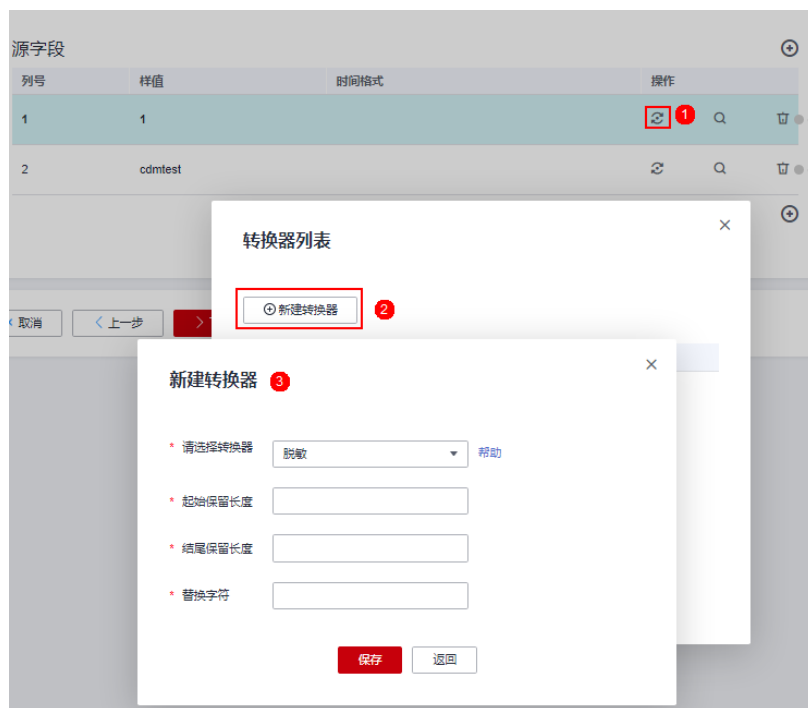 源字段
列号 样值 时间格式 操作
1 1 1
2 cdmtest
转换器列表
新建转换器 2
取消 上一步
新建转换器 3
* 请选择转换器 脱敏 帮助
* 起始保留长度
* 结尾保留长度
* 替换字符
保存 返回